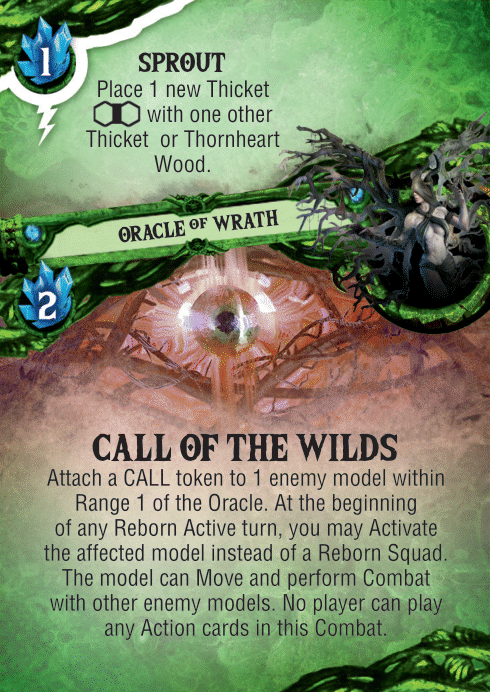 1
SPROUT
Place 1 new Thicket
with one other
Thicket or Thornheart
Wood.
ORACLE OF WRATH
2
CALL OF THE WILDS
Attach a CALL token to 1 enemy model within
Range 1 of the Oracle. At the beginning
of any Reborn Active turn, you may Activate
the affected model instead of a Reborn Squad.
The model can Move and perform Combat
with other enemy models. No player can play
any Action cards in this Combat.